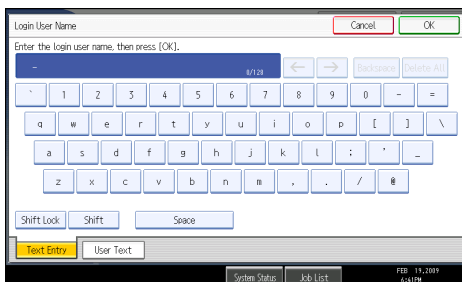 Login User Name Cancel OK
Enter the login user name, then press [OK].
_ 0/128 ← → Backspace Delete All
` 1 2 3 4 5 6 7 8 9 0 - =
q w e r t y u i o p [ ] \
a s d f g h j k l ; ' _
z x c v b n m , . / @
Shift Lock Shift Space
Text Entry User Text
System Status Job List FEB 19,2009
6:41PM